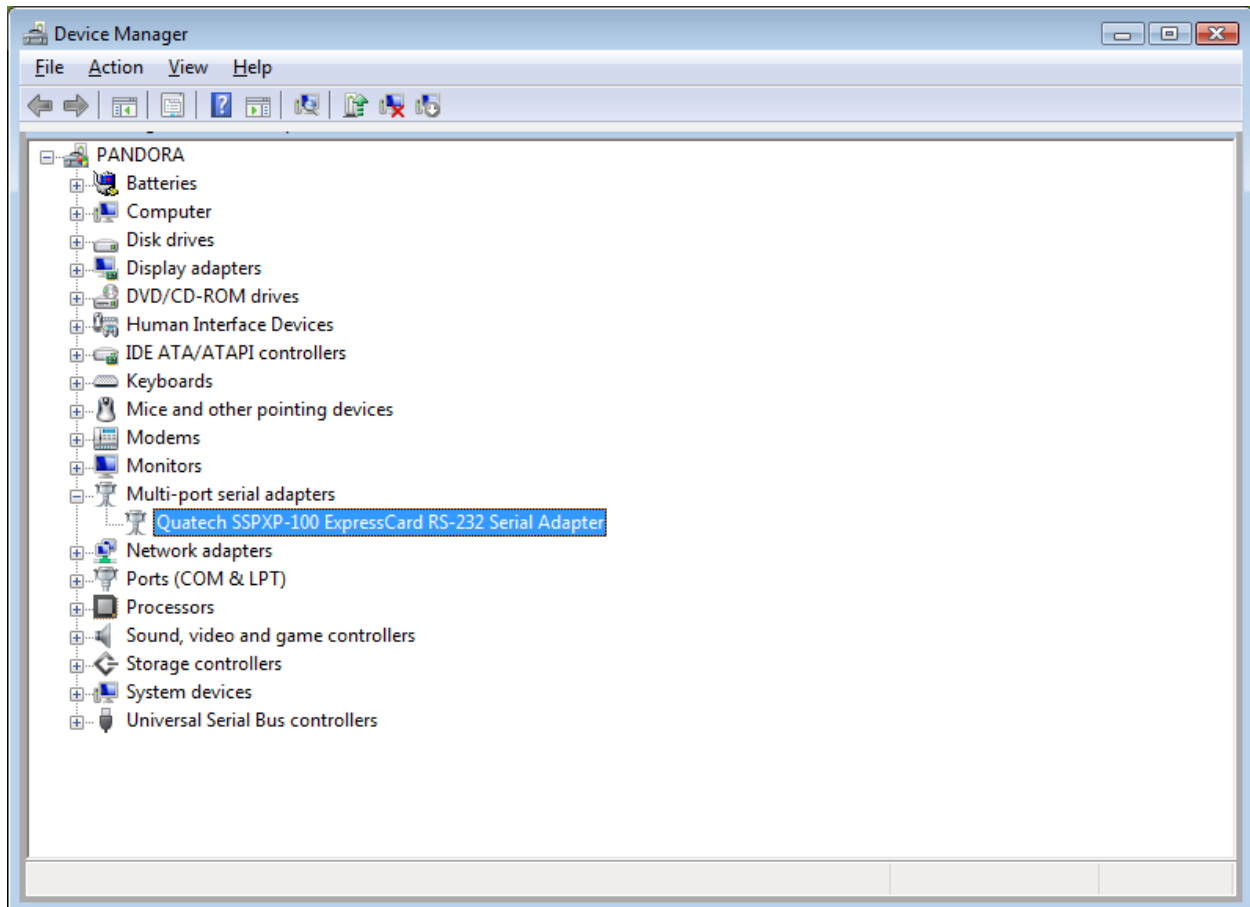 Device Manager
File Action View Help
PANDORA
Batteries
Computer
Disk drives
Display adapters
DVD/CD-ROM drives
Human Interface Devices
IDE ATA/ATAPI controllers
Keyboards
Mice and other pointing devices
Modems
Monitors
Multi-port serial adapters
Quatech SSPXP-100 ExpressCard RS-232 Serial Adapter
Network adapters
Ports (COM & LPT)
Processors
Sound, video and game controllers
Storage controllers
System devices
Universal Serial Bus controllers